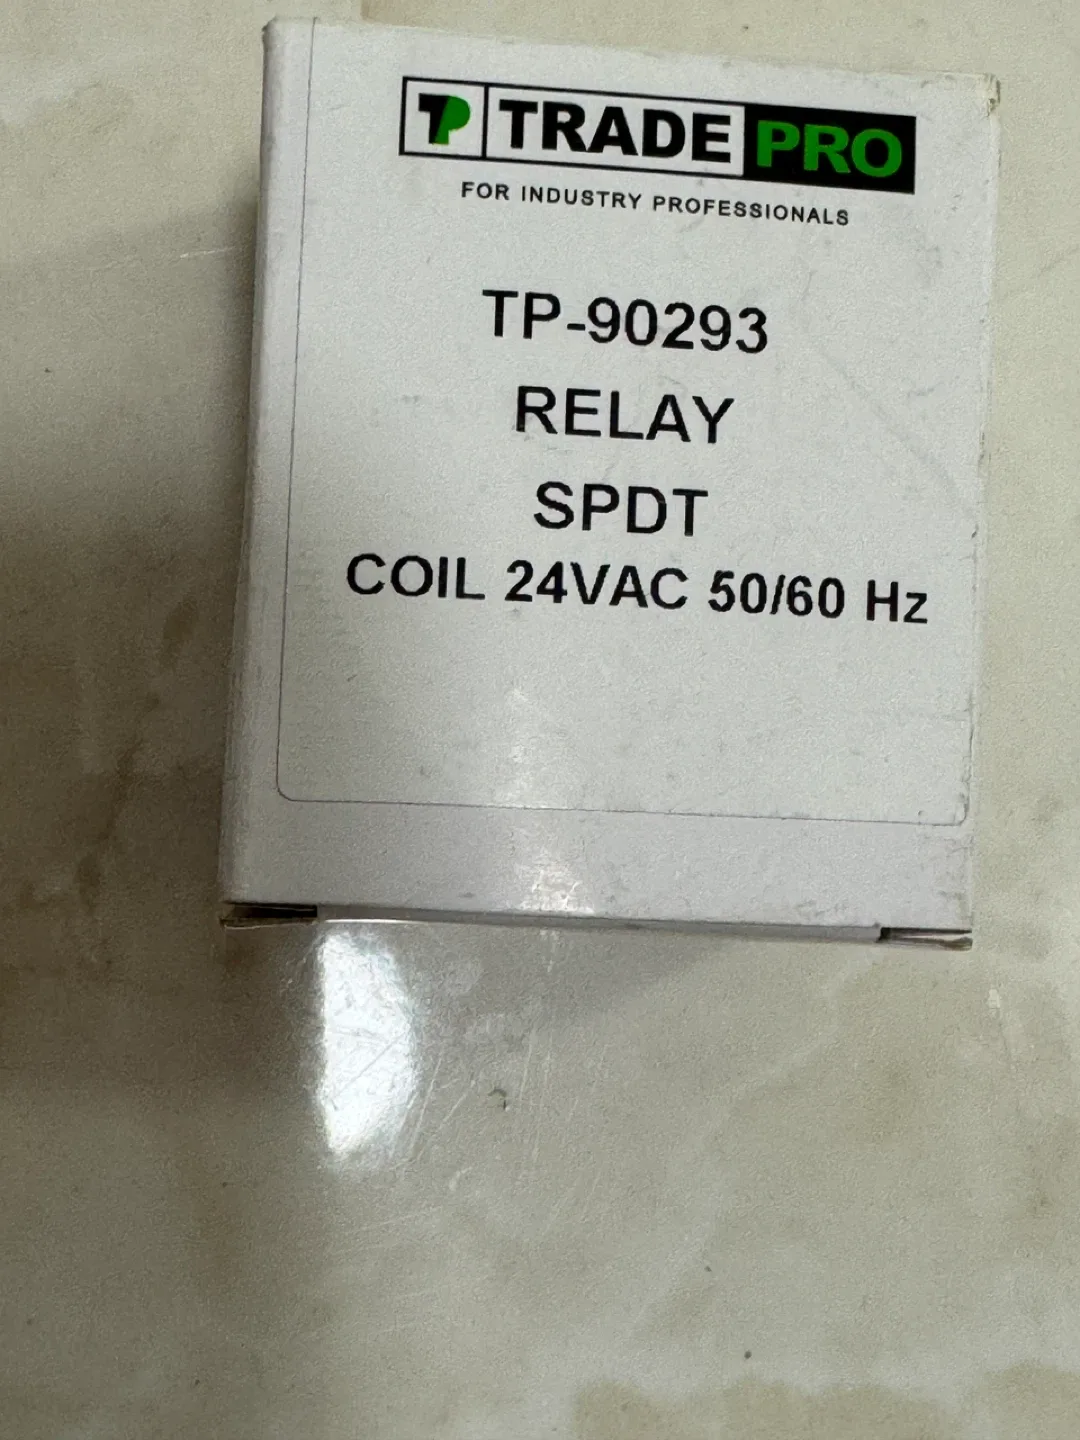 TP TRADE PRO
FOR INDUSTRY PROFESSIONALS
TP-90293
RELAY
SPDT
COIL 24VAC 50/60 Hz